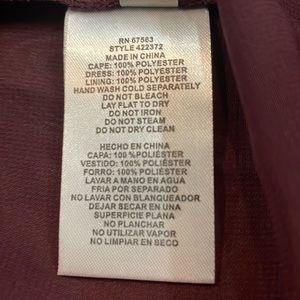 RN 67563
STYLE 422372
MADE IN CHINA
CAPE: 100% POLYESTER
DRESS: 100% POLYESTER
LINING: 100% POLYESTER
HAND WASH COLD SEPARATELY
DO NOT BLEACH
LAY FLAT TO DRY
DO NOT IRON
DO NOT STEAM
DO NOT DRY CLEAN
HECHO EN CHINA
CAPA: 100% POLIÉSTER
VESTIDO: 100% POLIÉSTER
FORRO: 100% POLIÉSTER
LAVAR A MANO EN AGUA
FRIA POR SEPARADO
NO LAVAR CON BLANQUEADOR
DEJAR SECAR EN UNA
SUPERFICIE PLANA
NO PLANCHAR
NO UTILIZAR VAPOR
NO LIMPIAR EN SECO